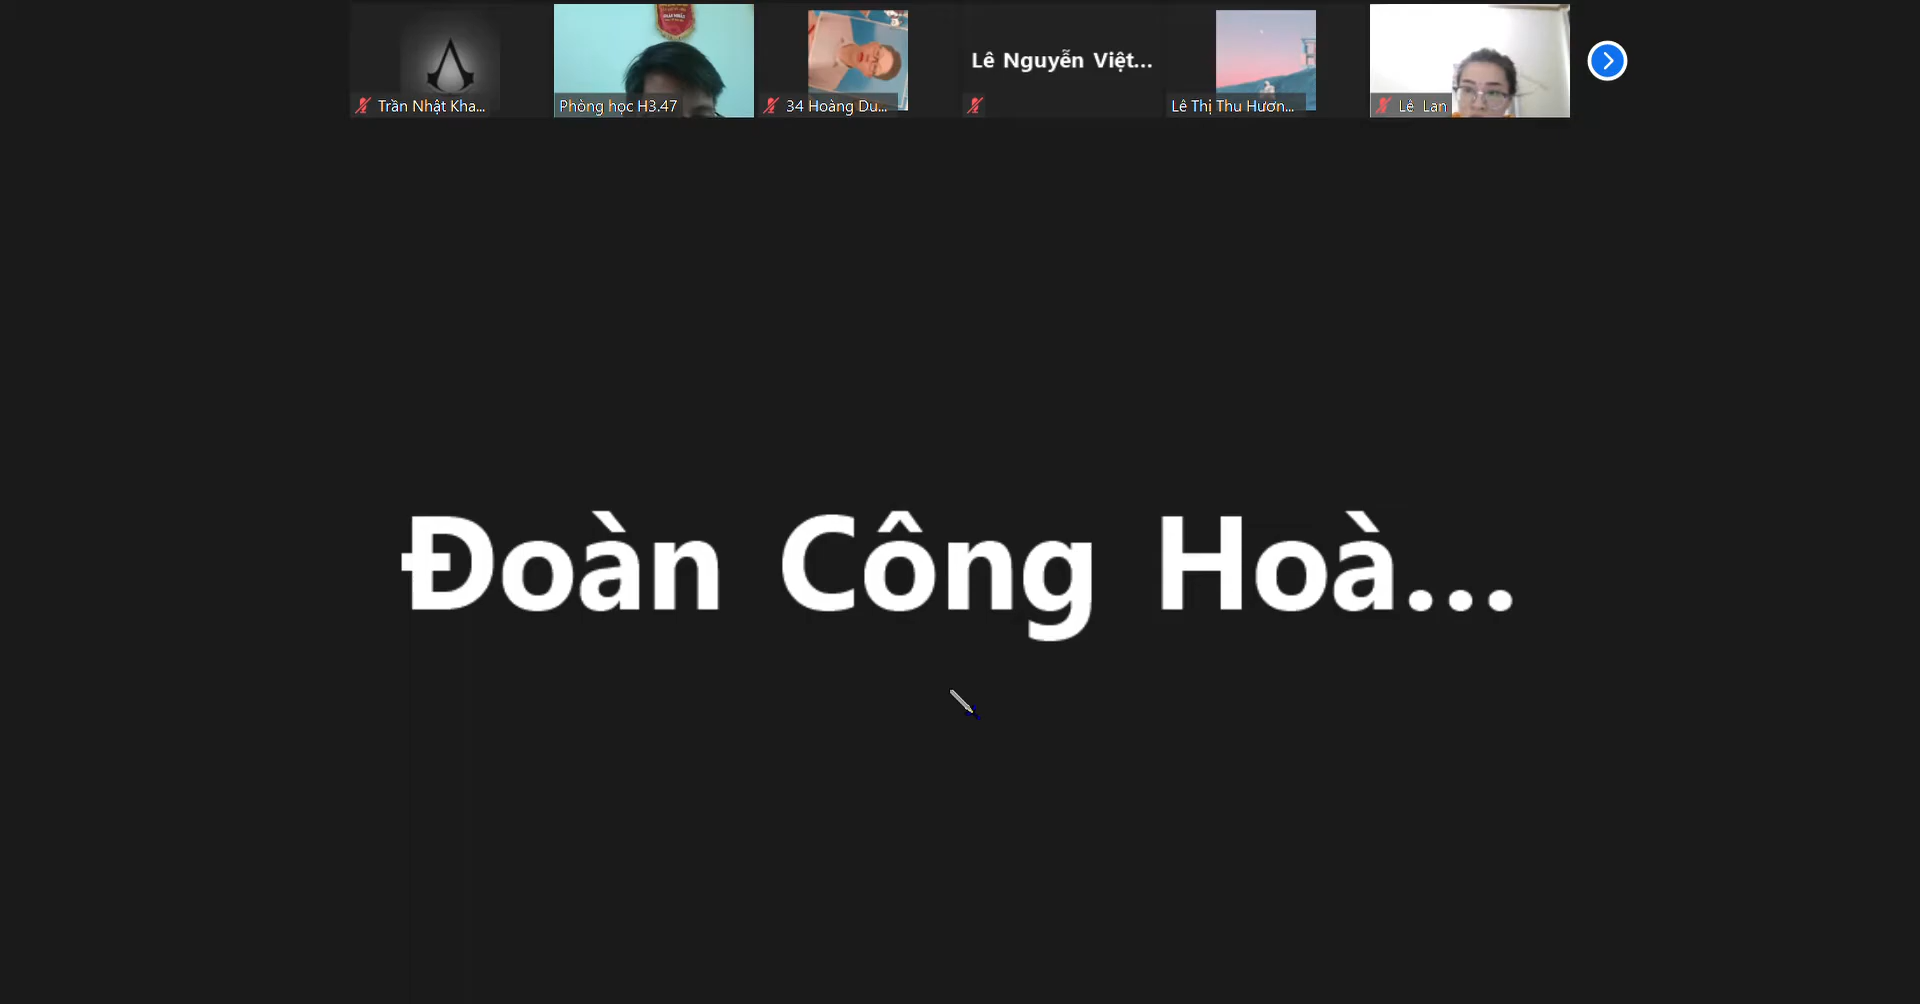 Lê Nguyễn Việt...
Trần Nhật Kha...
Phòng học H3.47
34 Hoàng Du...
Lê Thị Thu Hươn...
Lê Lan
Đoàn Công Hoà...